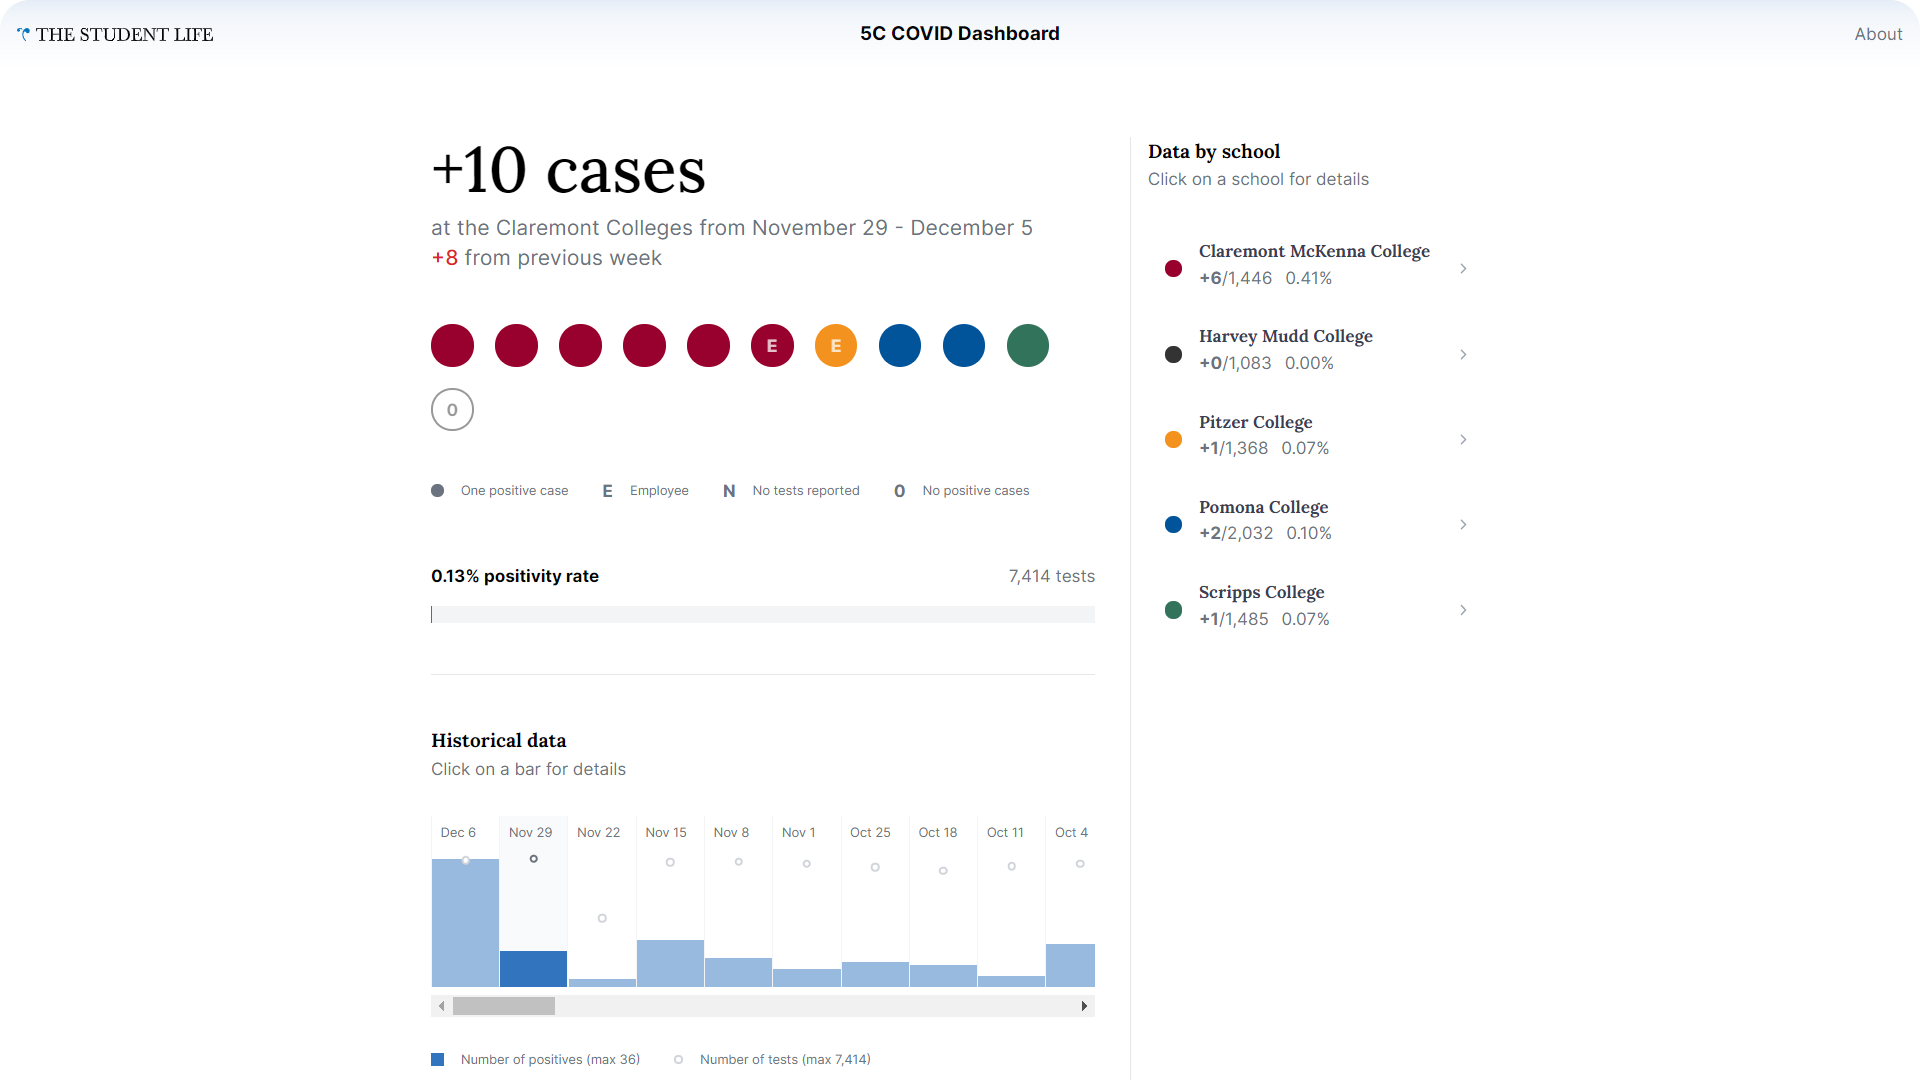 THE STUDENT LIFE
5C COVID Dashboard
About
+10 cases
at the Claremont Colleges from November 29 - December 5
+8 from previous week
E
E
0
One positive case
E Employee
N No tests reported
0 No positive cases
0.13% positivity rate
7,414 tests
Historical data
Click on a bar for details
Dec 6
Nov 29
Nov 22
Nov 15
Nov 8
Nov 1
Oct 25
Oct 18
Oct 11
Oct 4
Number of positives (max 36)
Number of tests (max 7,414)
Data by school
Click on a school for details
Claremont McKenna College
+6/1,446 0.41%
Harvey Mudd College
+0/1,083 0.00%
Pitzer College
+1/1,368 0.07%
Pomona College
+2/2,032 0.10%
Scripps College
+1/1,485 0.07%